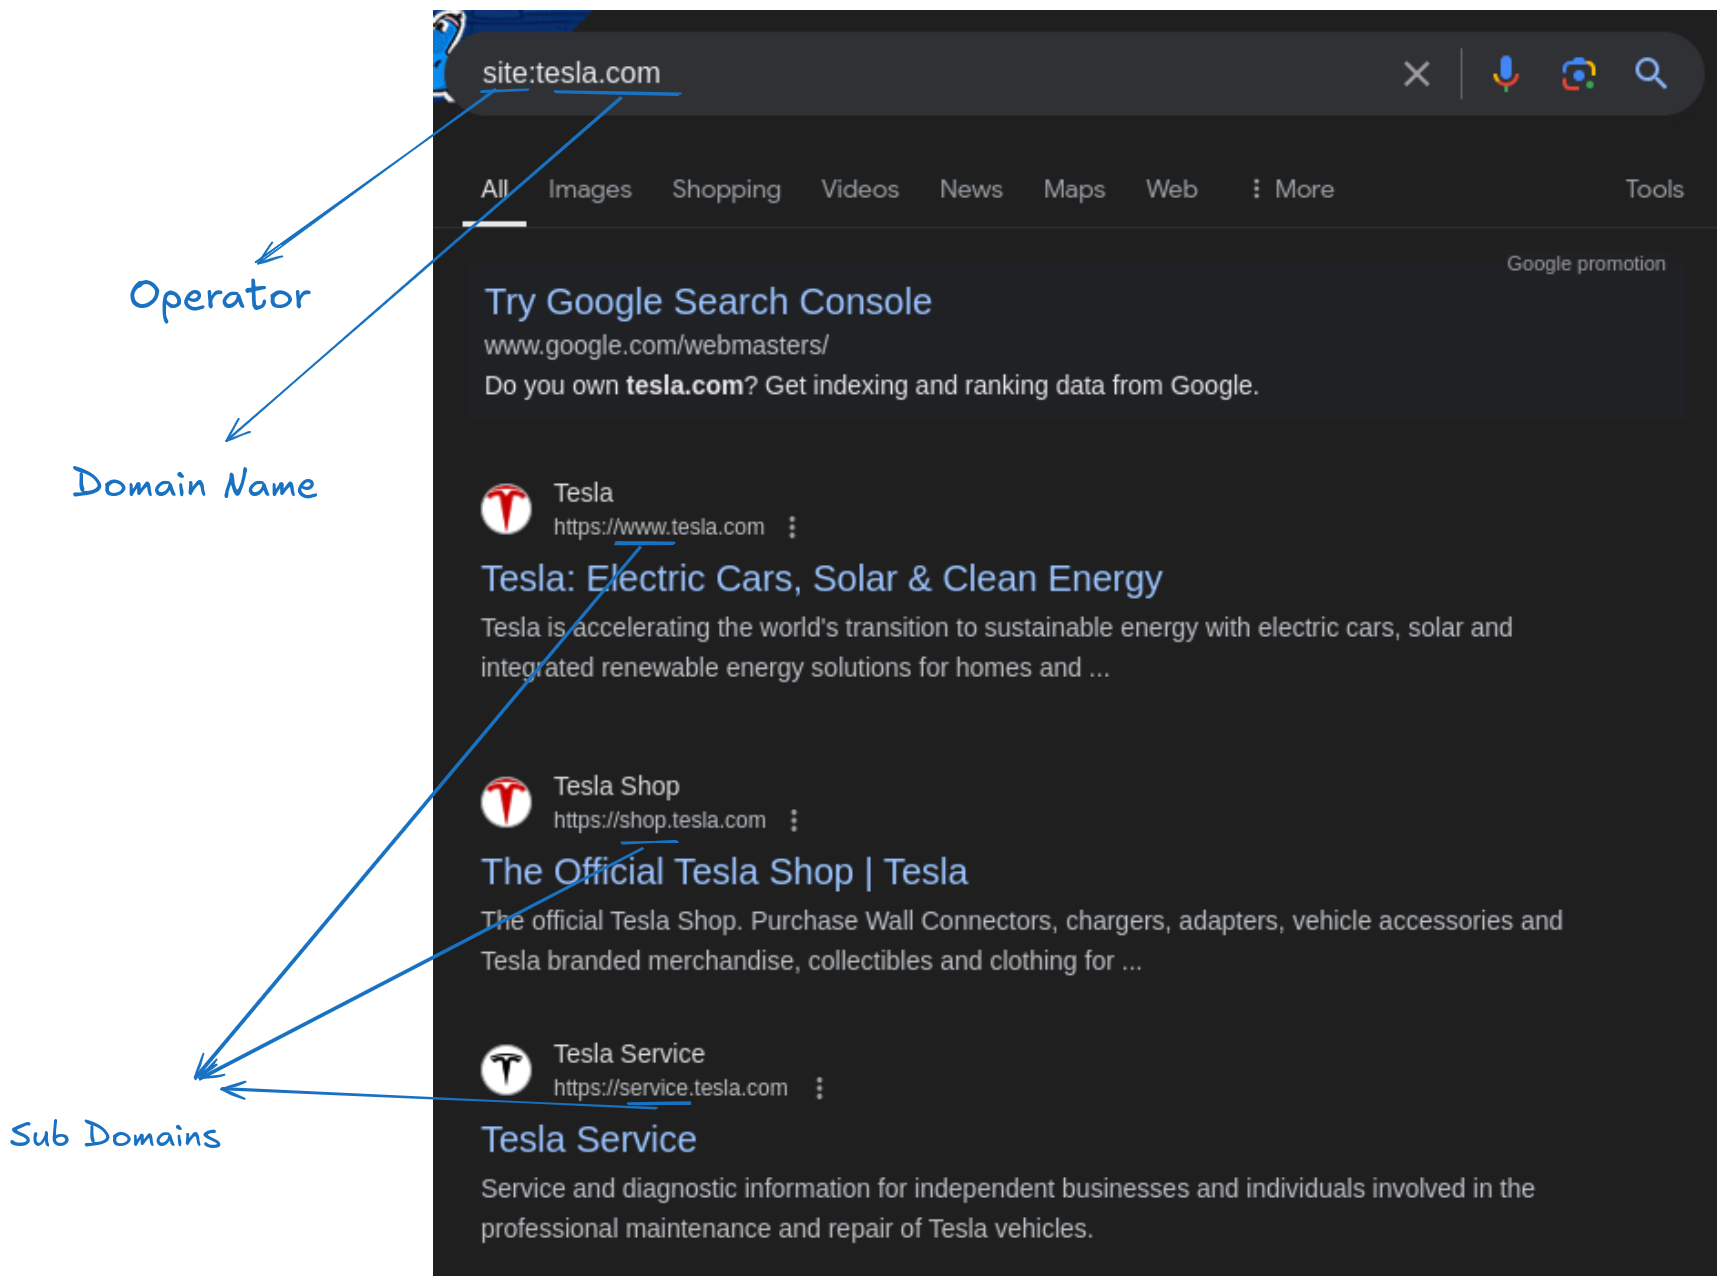 site:tesla.com
All Images Shopping Videos News Maps Web More Tools
Operator
Google promotion
Try Google Search Console
www.google.com/webmasters/
Do you own tesla.com? Get indexing and ranking data from Google.
Domain Name
Tesla
https://www.tesla.com
Tesla: Electric Cars, Solar & Clean Energy
Tesla is accelerating the world's transition to sustainable energy with electric cars, solar and
integrated renewable energy solutions for homes and ...
Tesla Shop
https://shop.tesla.com
The Official Tesla Shop | Tesla
The official Tesla Shop. Purchase Wall Connectors, chargers, adapters, vehicle accessories and
Tesla branded merchandise, collectibles and clothing for ...
Tesla Service
https://service.tesla.com
Sub Domains
Tesla Service
Service and diagnostic information for independent businesses and individuals involved in the
professional maintenance and repair of Tesla vehicles.